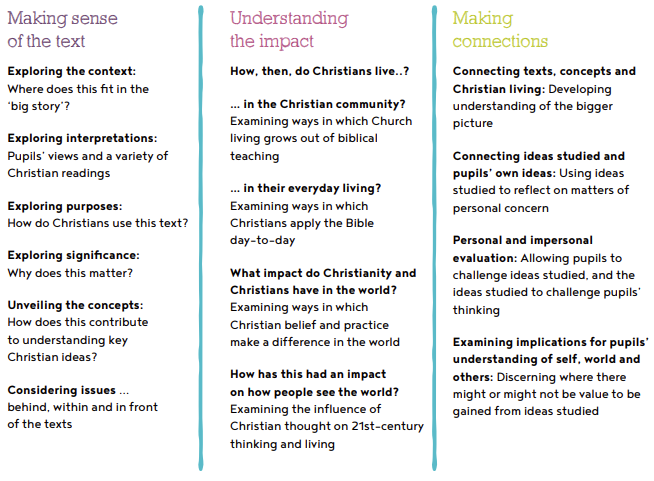 Making sense
of the text
Exploring the context:
Where does this fit in the
‘big story’?
Exploring interpretations:
Pupils’ views and a variety of
Christian readings
Exploring purposes:
How do Christians use this text?
Exploring significance:
Why does this matter?
Unveiling the concepts:
How does this contribute
to understanding key
Christian ideas?
Considering issues ...
behind, within and in front
of the texts
Understanding
the impact
How, then, do Christians live..?
... in the Christian community?
Examining ways in which Church
living grows out of biblical
teaching
... in their everyday living?
Examining ways in which
Christians apply the Bible
day-to-day
What impact do Christianity and
Christians have in the world?
Examining ways in which
Christian belief and practice
make a difference in the world
How has this had an impact
on how people see the world?
Examining the influence of
Christian thought on 21st-century
thinking and living
Making
connections
Connecting texts, concepts and
Christian living: Developing
understanding of the bigger
picture
Connecting ideas studied and
pupils’ own ideas: Using ideas
studied to reflect on matters of
personal concern
Personal and impersonal
evaluation: Allowing pupils to
challenge ideas studied, and the
ideas studied to challenge pupils’
thinking
Examining implications for pupils’
understanding of self, world and
others: Discerning where there
might or might not be value to be
gained from ideas studied